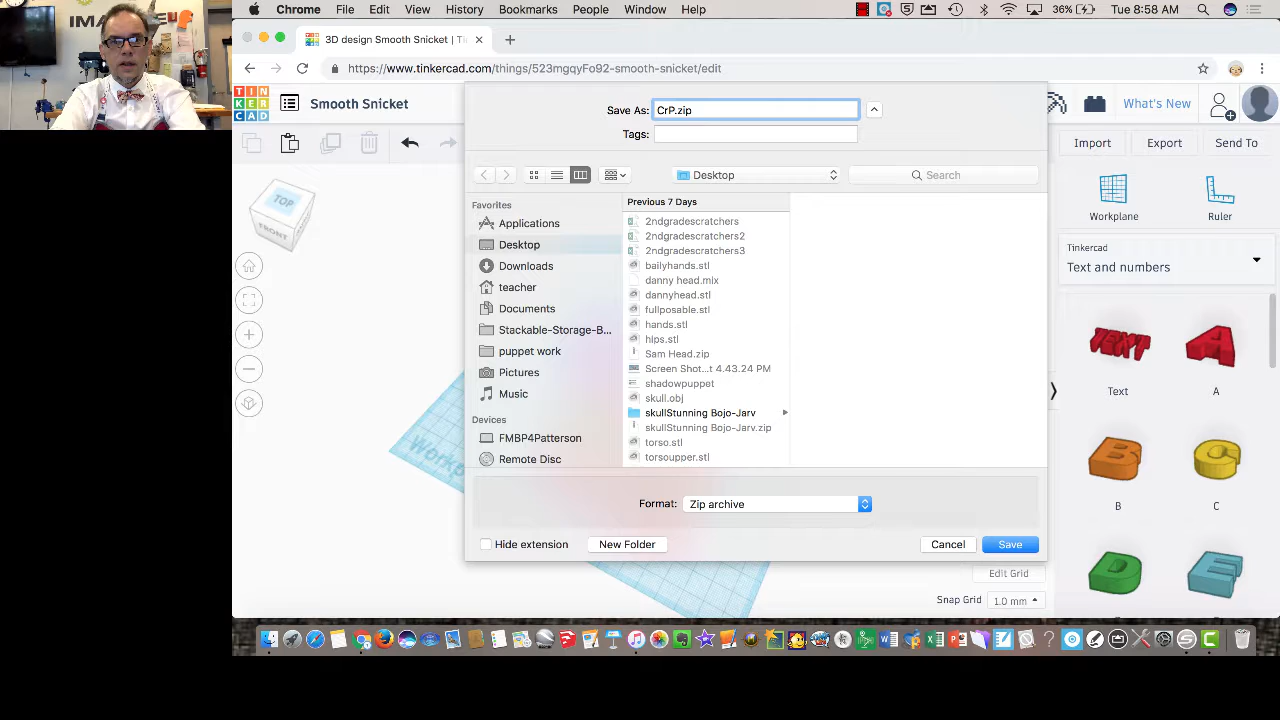 Chrome File Edit View History Bookmarks People Window Help 36% Tue 8:58 AM
IMA
3D design Smooth Snicket | Ti
https://www.tinkercad.com/things/523mgqyFo92-smooth-snicket/edit
TIN
KER
CAD
Smooth Snicket
What's New
Save As: CrP.zip
Tags:
Import Export Send To
Desktop
Search
TOP
FRONT
Favorites
Applications
Desktop
Downloads
teacher
Documents
Stackable-Storage-B...
puppet work
Pictures
Music
Devices
FMBP4Patterson
Remote Disc
Previous 7 Days
2ndgradescratchers
2ndgradescratchers2
2ndgradescratchers3
bailyhands.stl
danny head.mix
dannyhead.stl
fullposable.stl
hands.stl
hips.stl
Sam Head.zip
Screen Shot...t 4.43.24 PM
shadowpuppet
skull.obj
skullStunning Bojo-Jarv
skullStunning Bojo-Jarv.zip
torso.stl
torsoupper.stl
Workp
Format: Zip archive
Hide extension
New Folder
Cancel
Save
Workplane
Ruler
Tinkercad
Text and numbers
TEXT
A
Text
A
B
C
B
C
D
E
Edit Grid
Snap Grid 1.0 mm